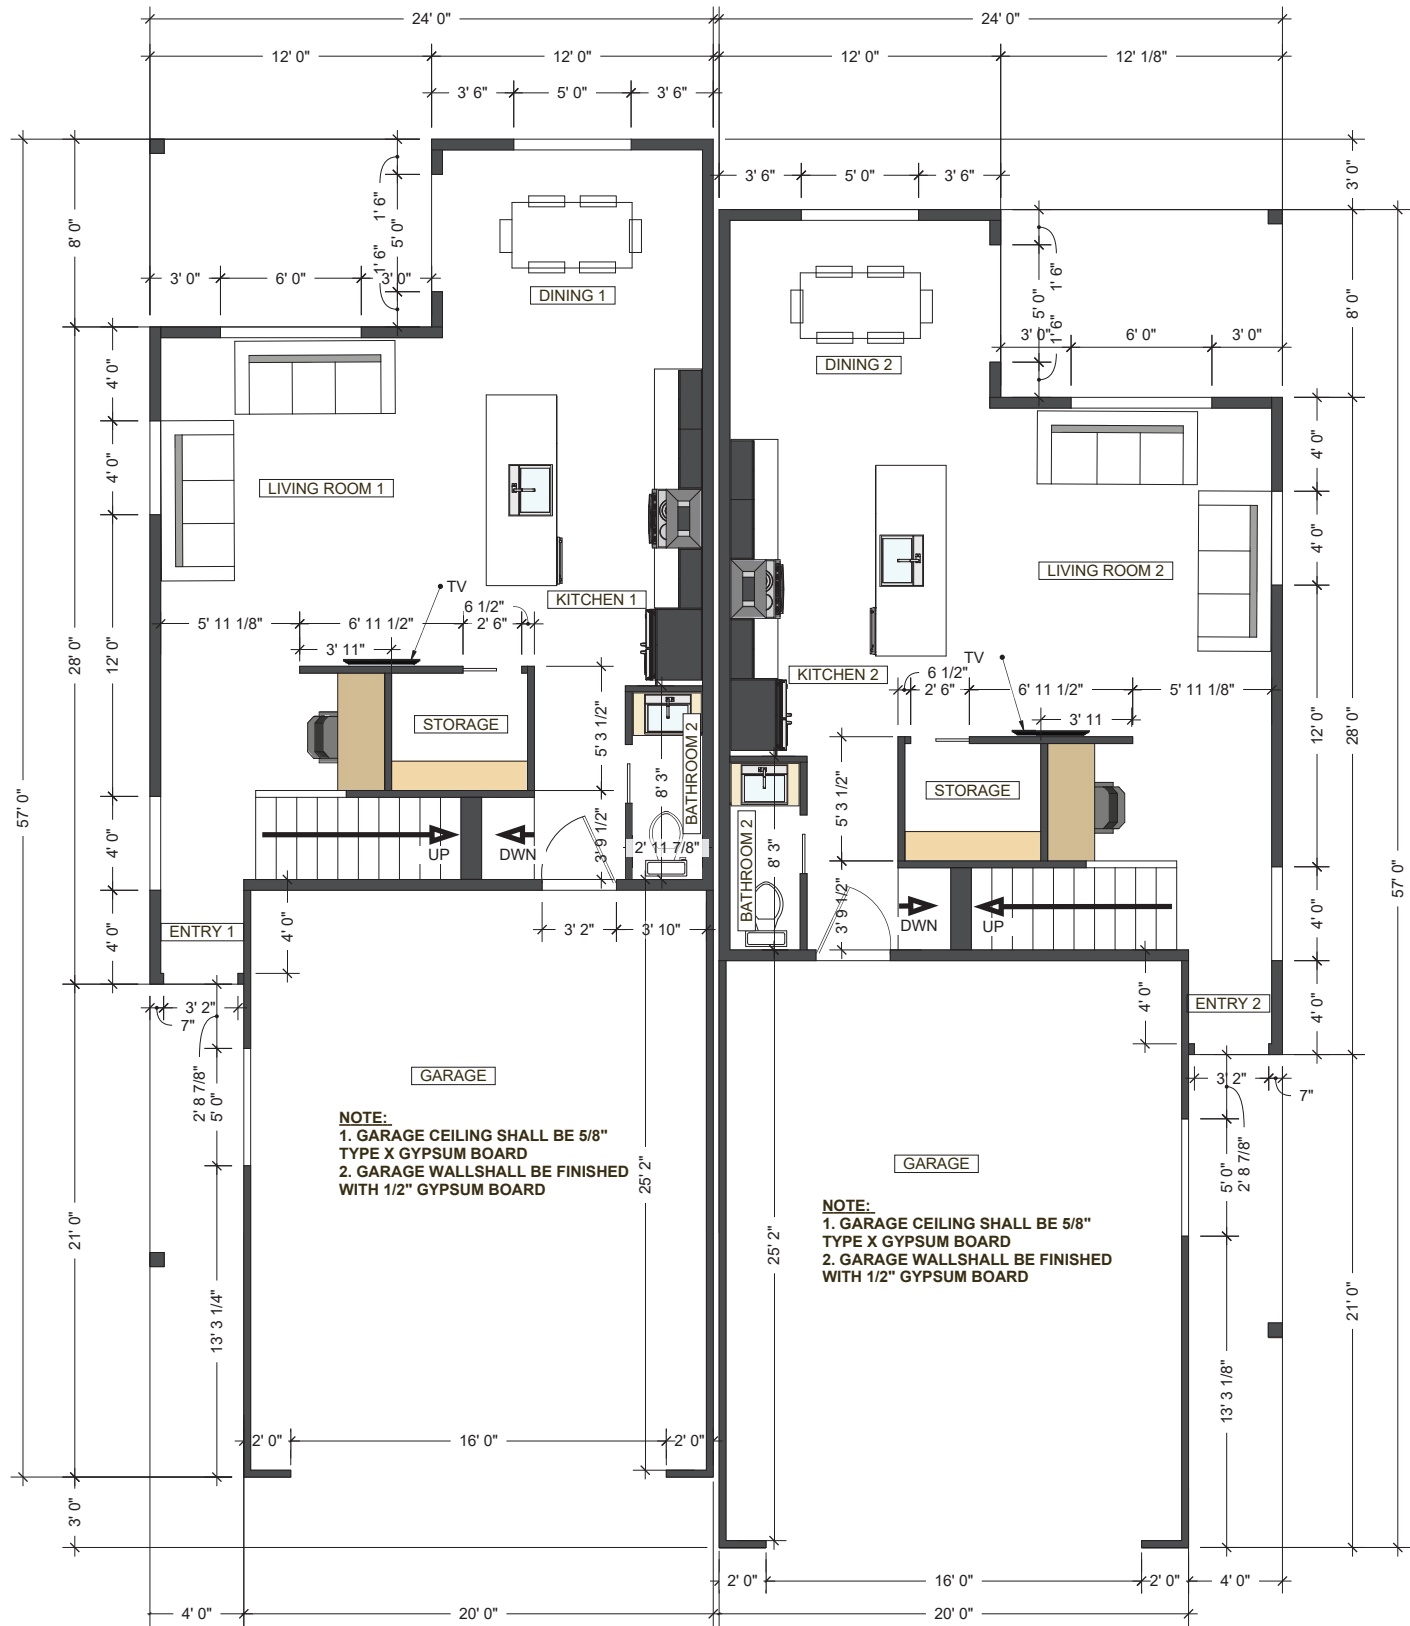 24' 0"
24' 0"
12' 0"
12' 0"
12' 0"
12' 1/8"
3' 6"
5' 0"
3' 6"
3' 6"
5' 0"
3' 6"
3' 0"
8' 0"
1' 6"
5' 0"
1' 6"
3' 0"
6' 0"
3' 0"
DINING 1
DINING 2
1' 6"
5' 0"
1' 6"
3' 0"
6' 0"
3' 0"
8' 0"
4' 0"
4' 0"
4' 0"
4' 0"
LIVING ROOM 1
LIVING ROOM 2
TV
KITCHEN 1
6 1/2"
5' 11 1/8"
6' 11 1/2"
2' 6"
3' 11"
28' 0"
12' 0"
STORAGE
5' 3 1/2"
8' 3"
BATHROOM 2
TV
KITCHEN 2
6 1/2"
2' 6"
6' 11 1/2"
5' 11 1/8"
3' 11
12' 0"
28' 0"
STORAGE
5' 3 1/2"
8' 3"
BATHROOM 2
57' 0"
57' 0"
4' 0"
UP
DWN
3' 9 1/2"
2' 11 7/8"
3' 9 1/2"
DWN
UP
4' 0"
4' 0"
ENTRY 1
4' 0"
3' 2"
3' 10"
4' 0"
ENTRY 2
4' 0"
3' 2"
7"
2' 8 7/8"
5' 0"
3' 2"
7"
5' 0"
2' 8 7/8"
GARAGE
NOTE:
1. GARAGE CEILING SHALL BE 5/8"
TYPE X GYPSUM BOARD
2. GARAGE WALLSHALL BE FINISHED
WITH 1/2" GYPSUM BOARD
25' 2"
GARAGE
NOTE:
1. GARAGE CEILING SHALL BE 5/8"
TYPE X GYPSUM BOARD
2. GARAGE WALLSHALL BE FINISHED
WITH 1/2" GYPSUM BOARD
25' 2"
21' 0"
13' 3 1/4"
21' 0"
13' 3 1/8"
2' 0"
16' 0"
2' 0"
3' 0"
2' 0"
16' 0"
2' 0"
4' 0"
4' 0"
20' 0"
20' 0"